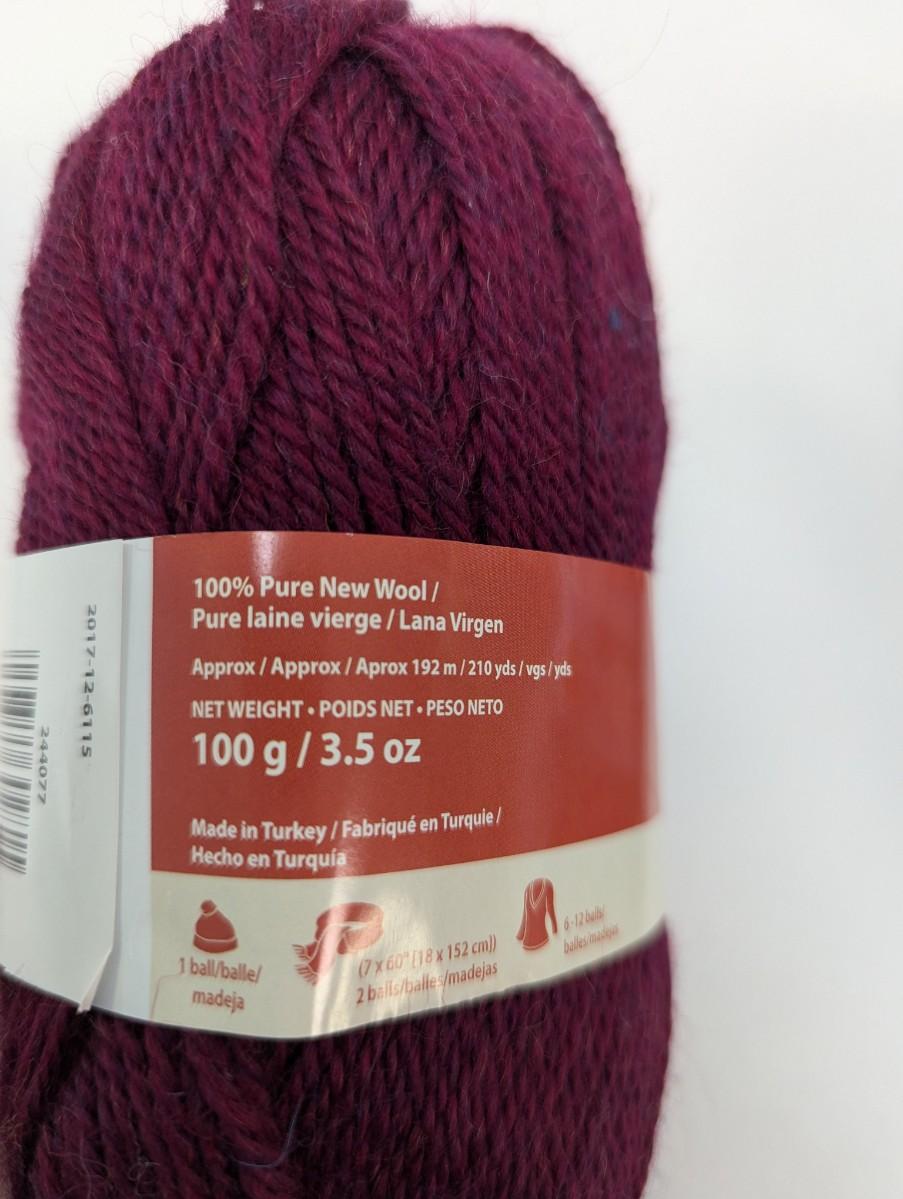 100% Pure New Wool /
Pure laine vierge / Lana Virgen
Approx / Approx / Aprox 192 m / 210 yds / vgs / yds
NET WEIGHT • POIDS NET • PESO NETO
100 g / 3.5 oz
Made in Turkey / Fabriqué en Turquie /
Hecho en Turquía
1 ball/balle/
madeja
(7 x 60" [18 x 152 cm])
2 balls/balles/madejas
6 -12 balls/
balles/madejas
2017-12-6115
244077